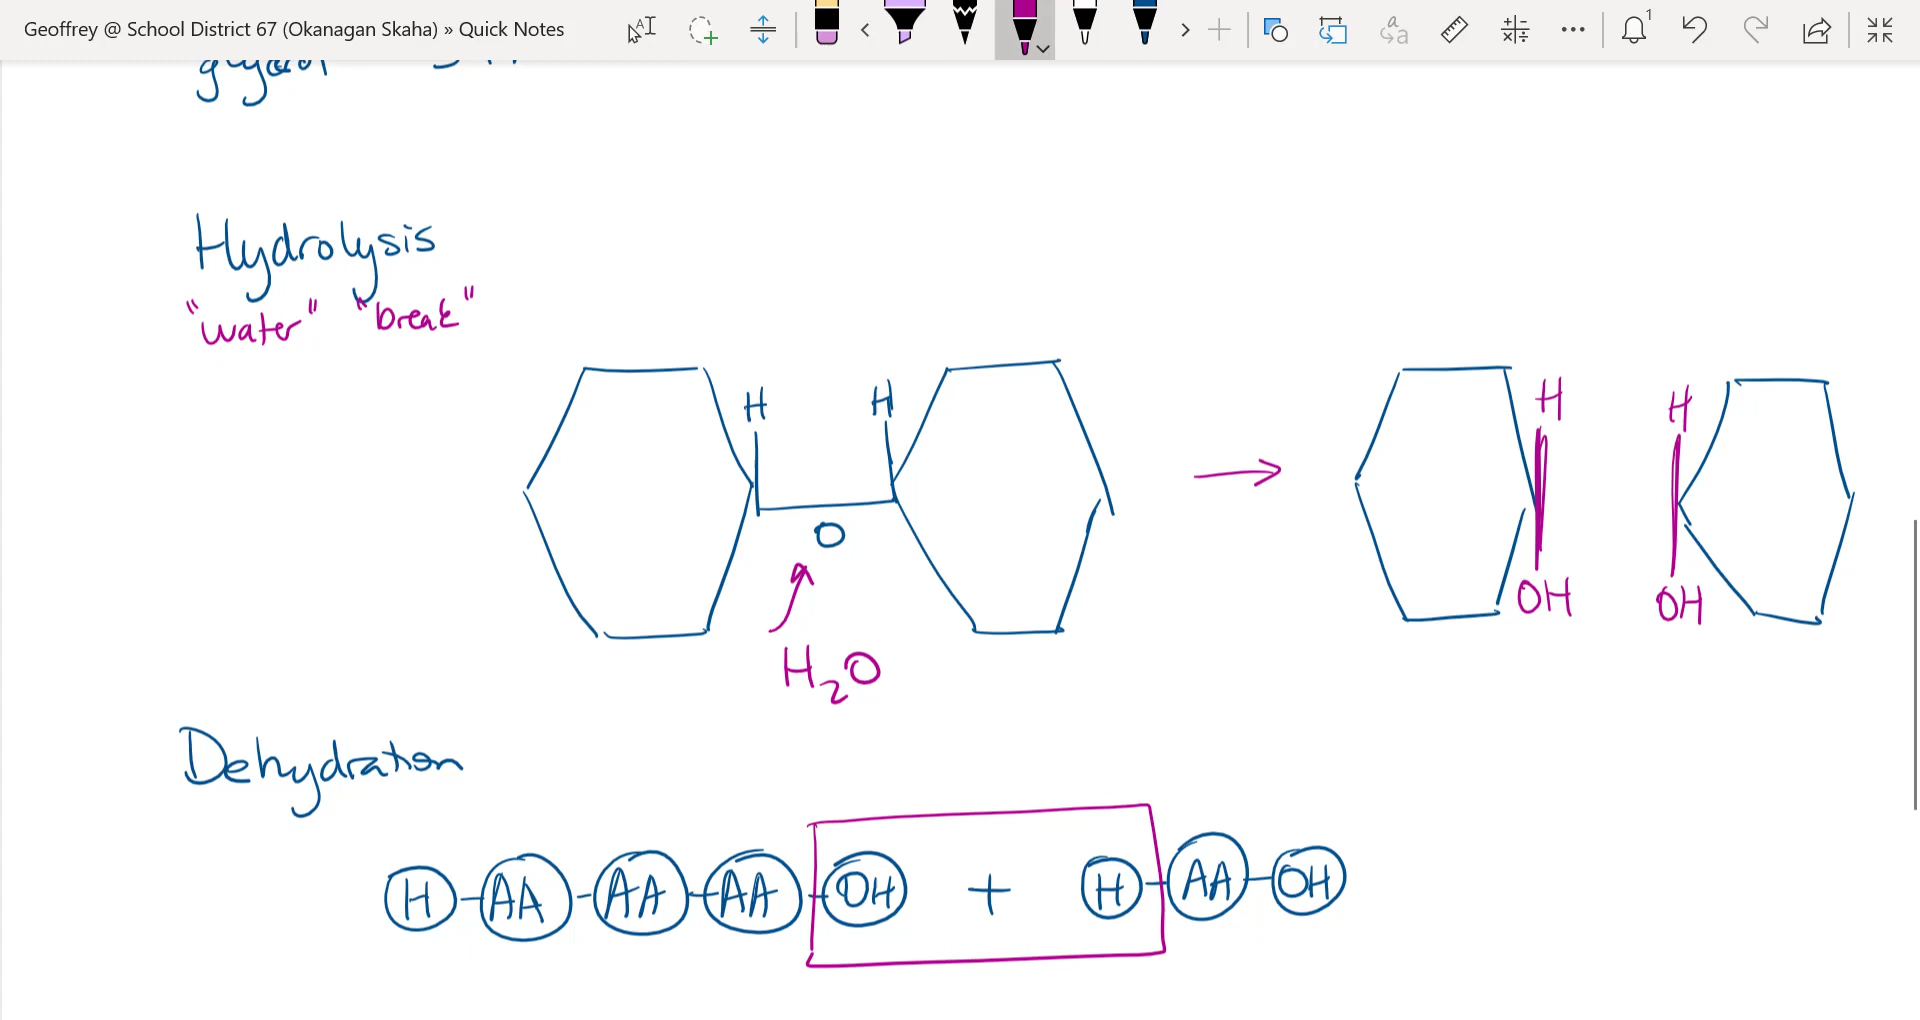 Geoffrey @ School District 67 (Okanagan Skaha) » Quick Notes
1
Hydrolysis
"water" "break"
H H H H
O
OH OH
H₂O
Dehydration
H-AA-AA-AA-OH + H-AA-OH